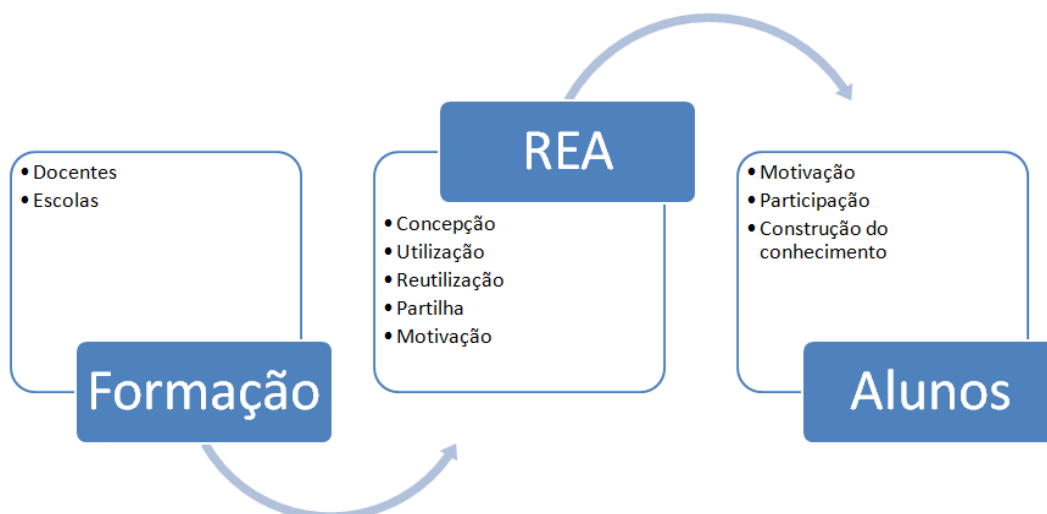 • Docentes
• Escolas
Formação
REA
• Concepção
• Utilização
• Reutilização
• Partilha
• Motivação
• Motivação
• Participação
• Construção do
conhecimento
Alunos